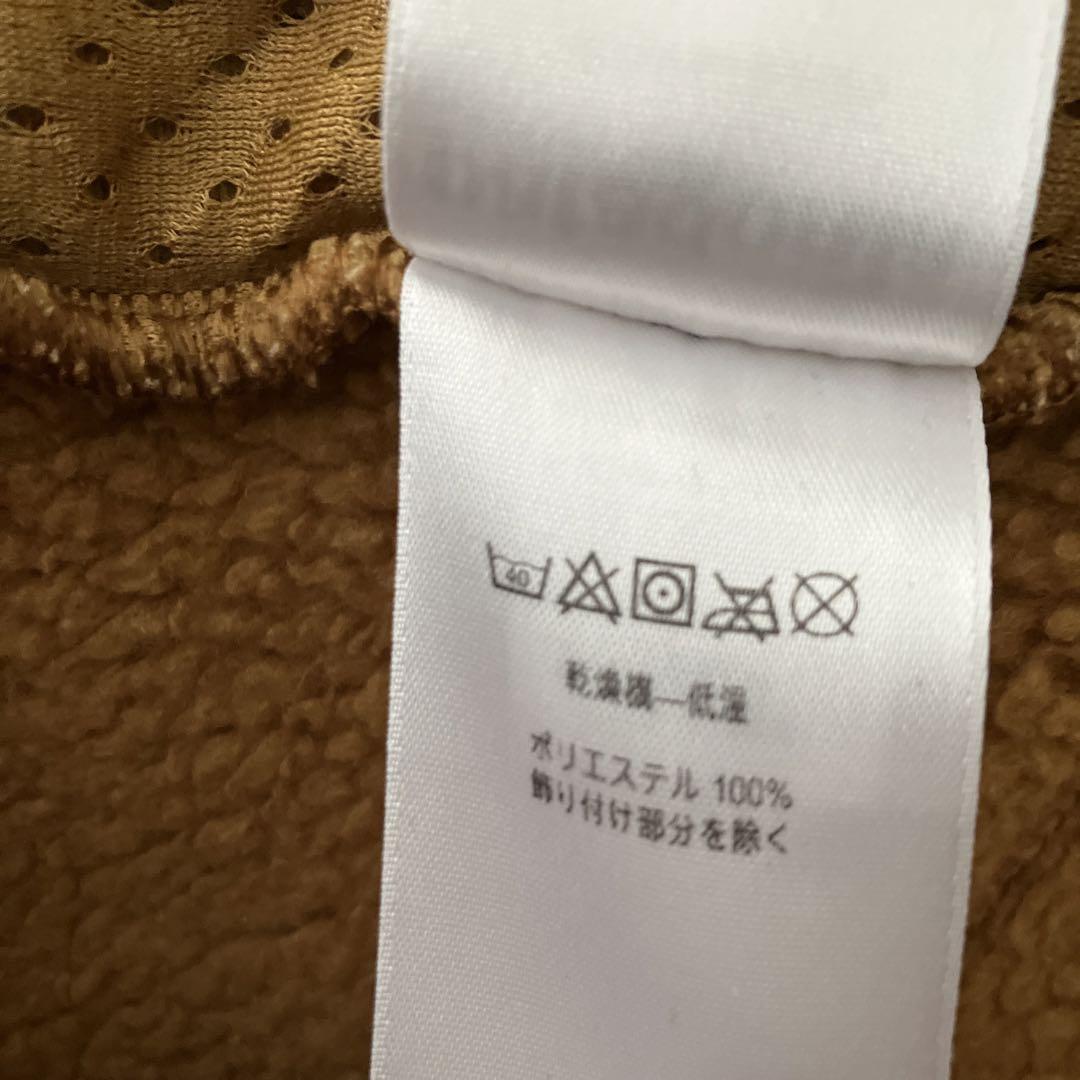 40
乾燥機—低温
ポリエステル 100%
飾り付け部分を除く